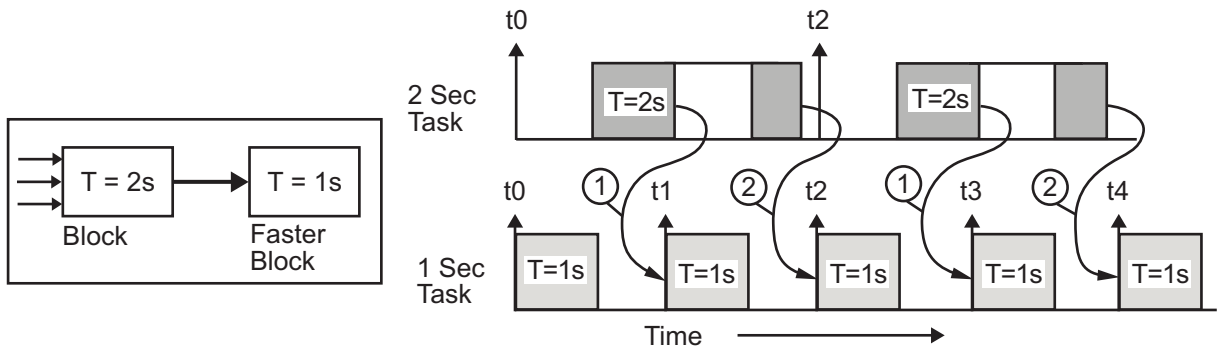 T = 2s
T = 1s
Block
Faster
Block
t0
t2
2 Sec
Task
T=2s
T=2s
1
2
1
2
t0
t1
t2
t3
t4
1 Sec
Task
T=1s
T=1s
T=1s
T=1s
T=1s
Time